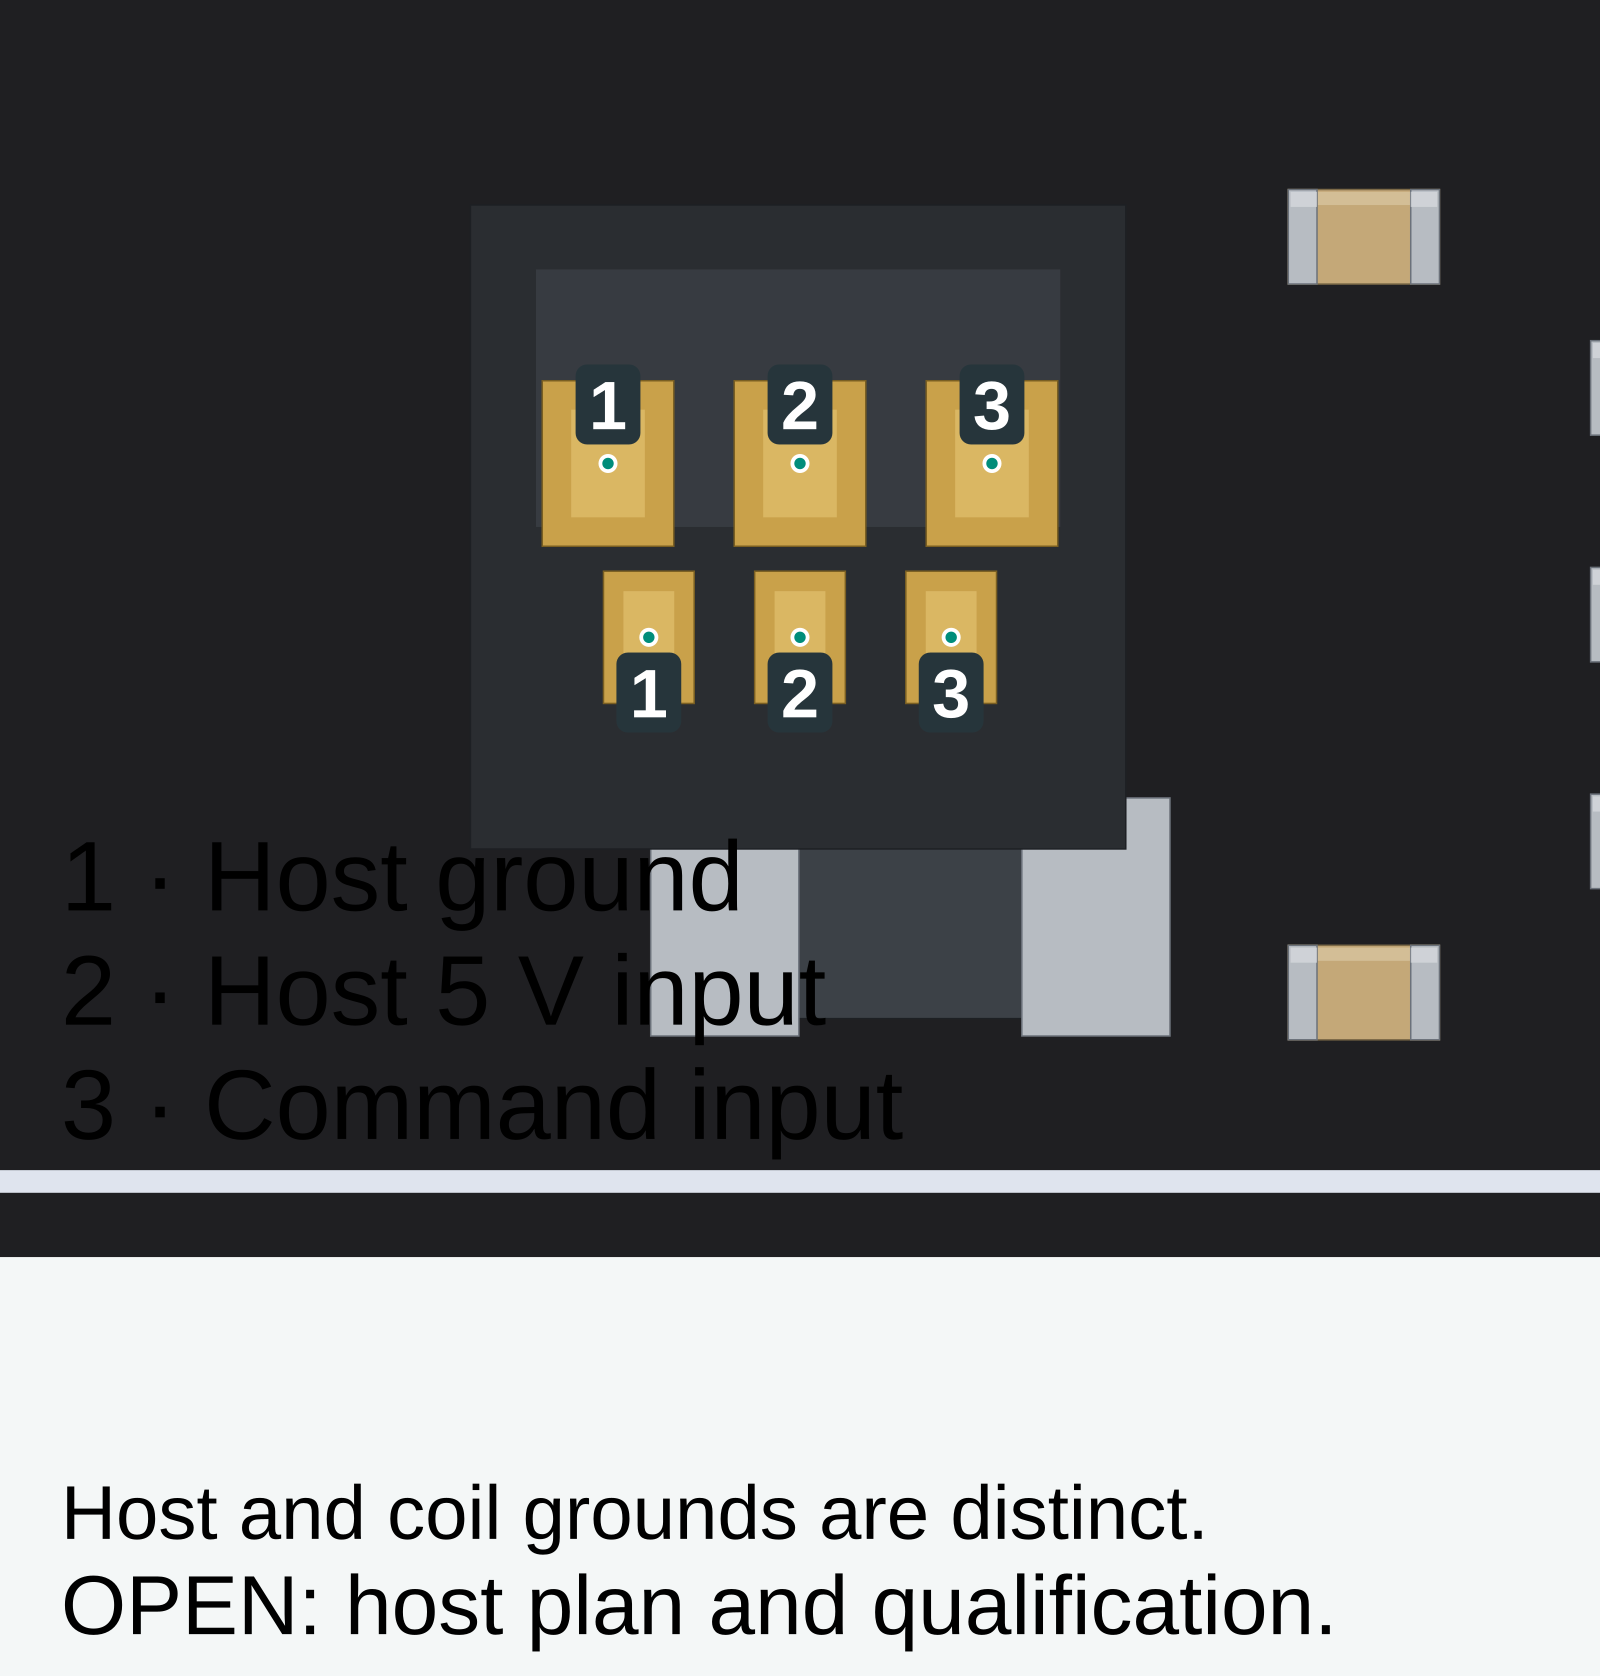 1 2 3
1 2 3
1 · Host ground
2 · Host 5 V input
3 · Command input
Host and coil grounds are distinct.
OPEN: host plan and qualification.